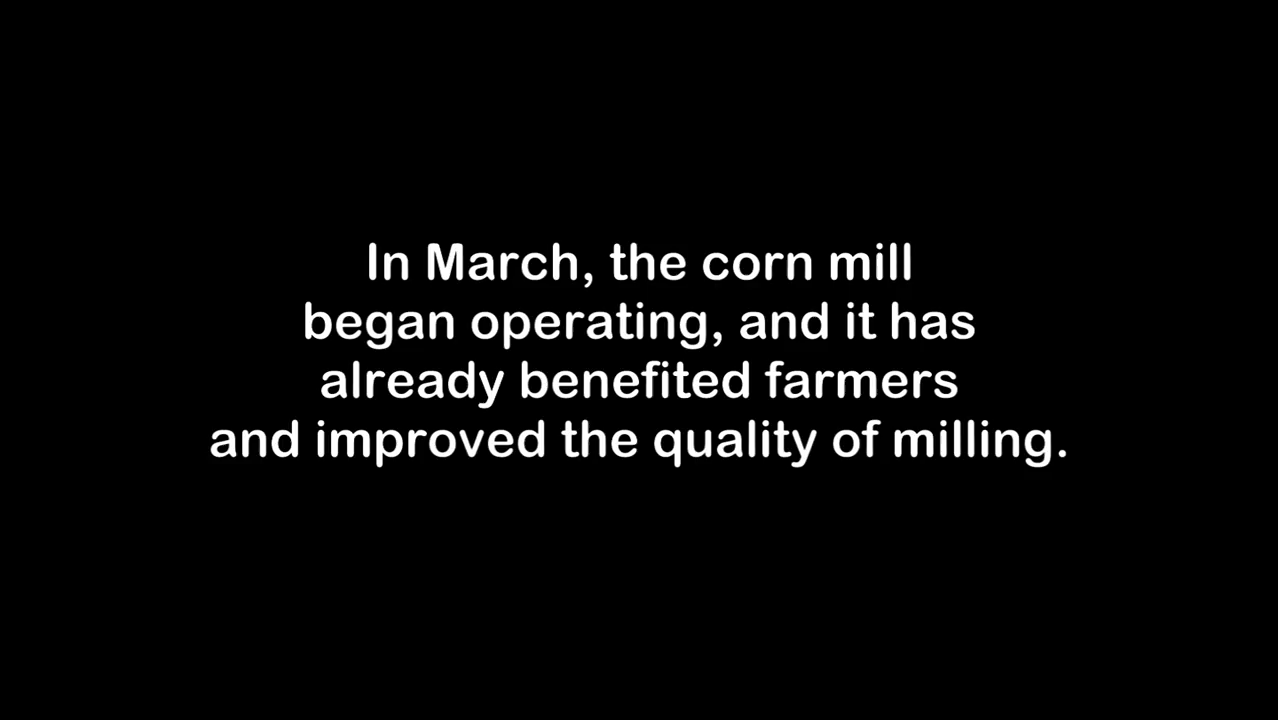 In March, the corn mill
began operating, and it has
already benefited farmers
and improved the quality of milling.